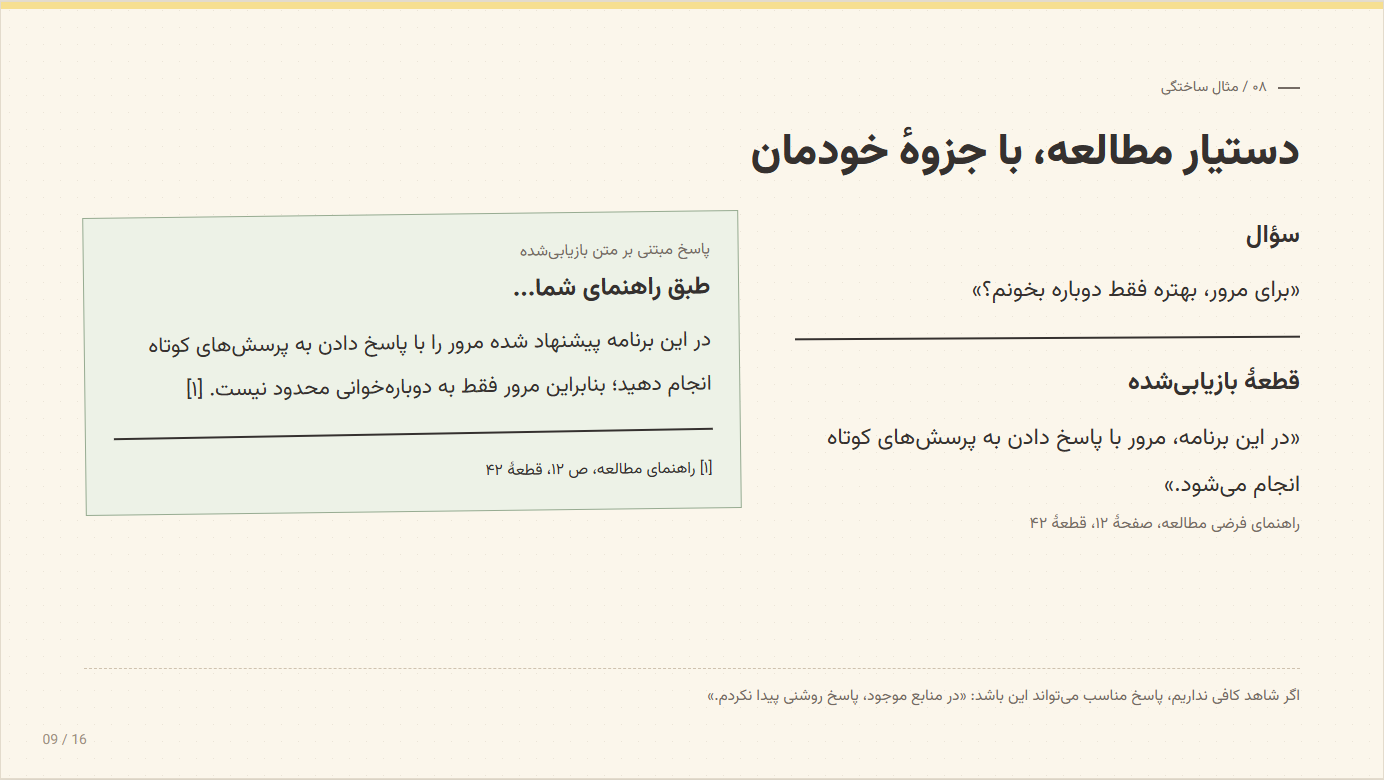 ۰۸ / مثال ساختگی
دستیار مطالعه، با جزوهٔ خودمان
سؤال
«برای مرور، بهتره فقط دوباره بخونم؟»
قطعهٔ بازیابی‌شده
«در این برنامه، مرور با پاسخ دادن به پرسش‌های کوتاه
انجام می‌شود.»
راهنمای فرضی مطالعه، صفحهٔ ۱۲، قطعهٔ ۴۲
پاسخ مبتنی بر متن بازیابی‌شده
طبق راهنمای شما...
در این برنامه پیشنهاد شده مرور را با پاسخ دادن به پرسش‌های کوتاه
انجام دهید؛ بنابراین مرور فقط به دوباره‌خوانی محدود نیست. [۱]
[۱] راهنمای مطالعه، ص ۱۲، قطعهٔ ۴۲
اگر شاهد کافی نداریم، پاسخ مناسب می‌تواند این باشد: «در منابع موجود، پاسخ روشنی پیدا نکردم.»
09 / 16